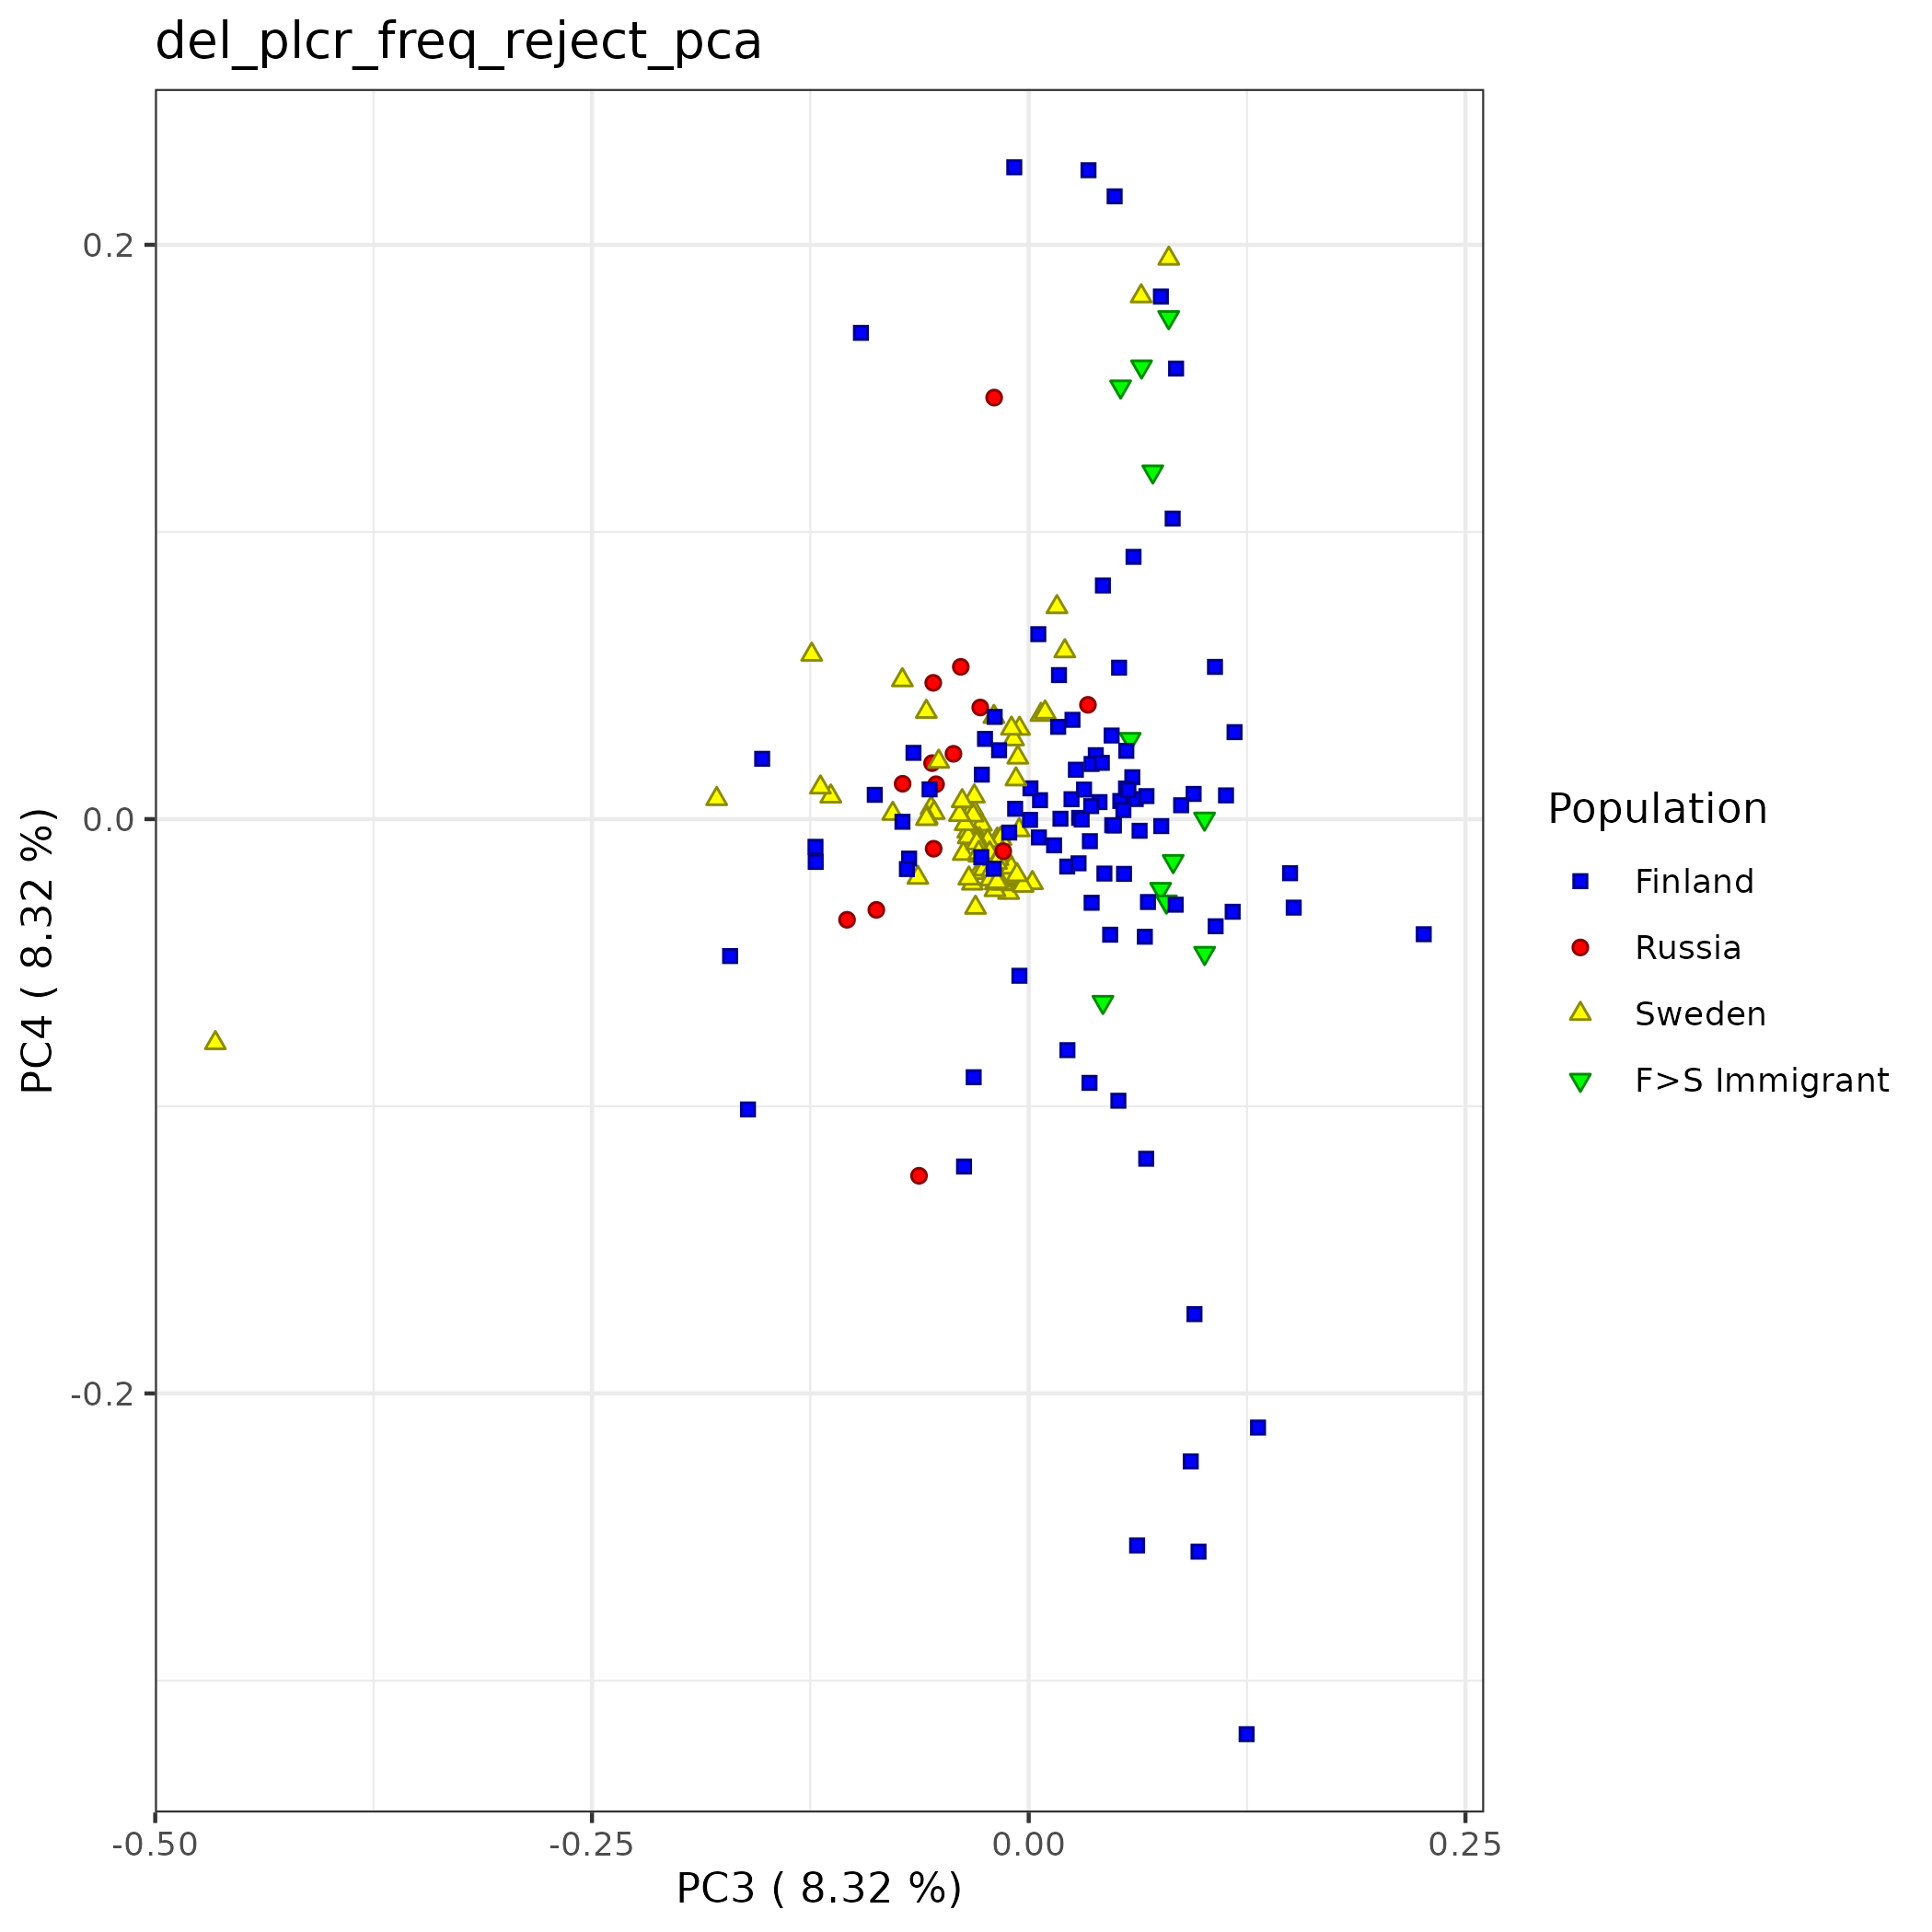 del_plcr_freq_reject_pca
0.2
0.0
-0.2
PC4 ( 8.32 %)
-0.50
-0.25
0.00
0.25
PC3 ( 8.32 %)
Population
Finland
Russia
Sweden
F>S Immigrant